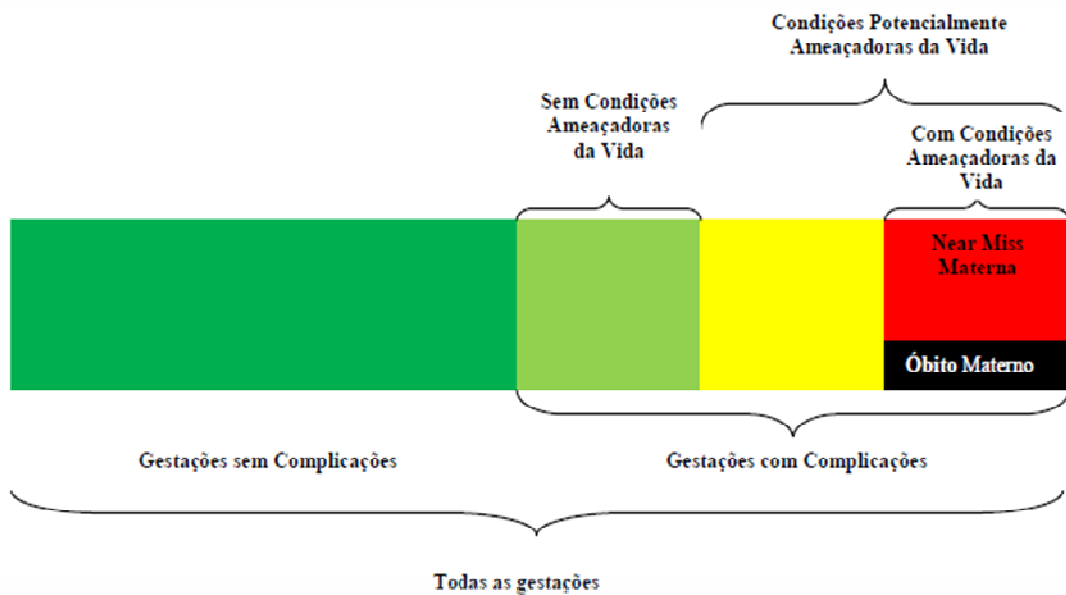 Condições Potencialmente
Ameaçadoras da Vida
Sem Condições
Ameaçadoras
da Vida
Com Condições
Ameaçadoras da
Vida
Near Miss
Materna
Óbito Materno
Gestações sem Complicações
Gestações com Complicações
Todas as gestações